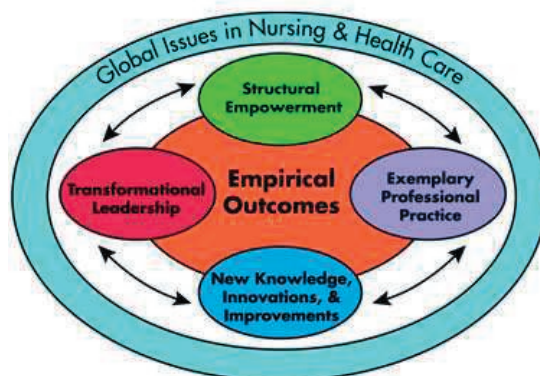 Global Issues in Nursing & Health Care
Structural
Empowerment
Transformational
Leadership
Empirical
Outcomes
Exemplary
Professional
Practice
New Knowledge,
Innovations, &
Improvements